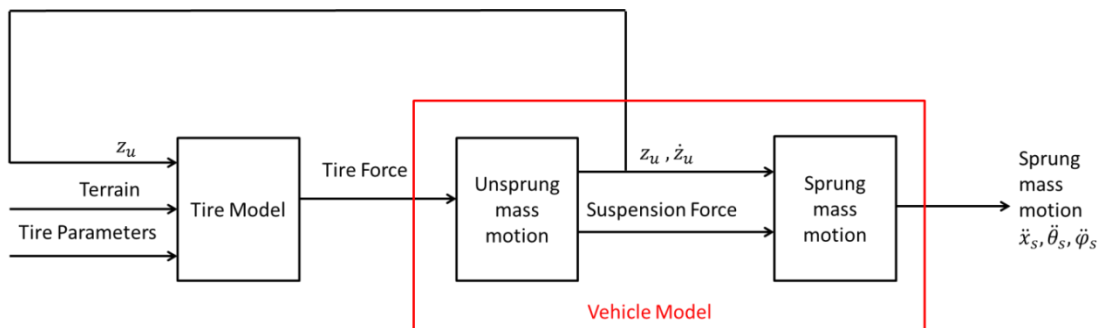 z_u
Terrain
Tire Parameters
Tire Model
Tire Force
Unsprung
mass
motion
z_u , ż_u
Suspension Force
Sprung
mass
motion
Sprung
mass
motion
ẍ_s, θ̈_s, φ̈_s
Vehicle Model